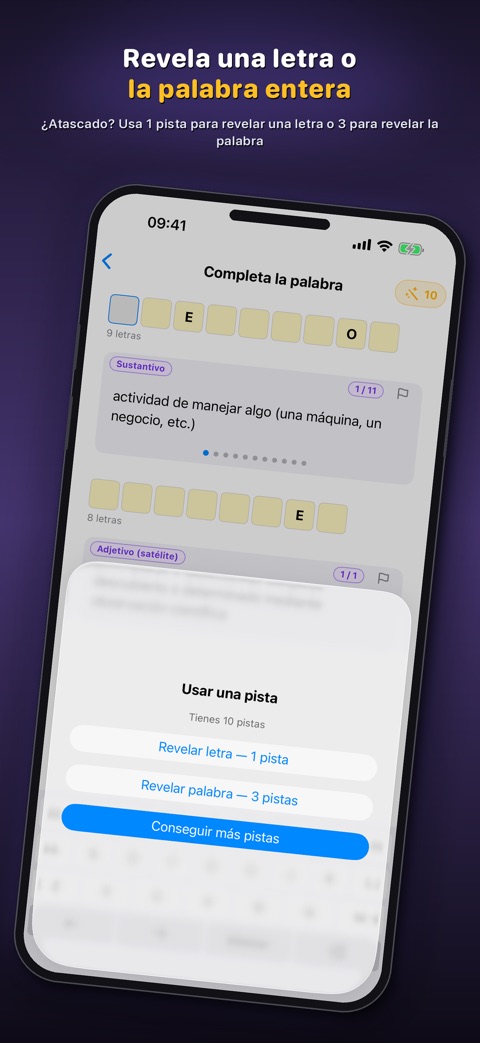 Revela una letra o
la palabra entera
¿Atascado? Usa 1 pista para revelar una letra o 3 para revelar la
palabra
09:41
Completa la palabra
10
E
O
9 letras
Sustantivo
1 / 11
actividad de manejar algo (una máquina, un
negocio, etc.)
E
8 letras
Adjetivo (satélite)
1 / 1
Usar una pista
Tienes 10 pistas
Revelar letra — 1 pista
Revelar palabra — 3 pistas
Conseguir más pistas